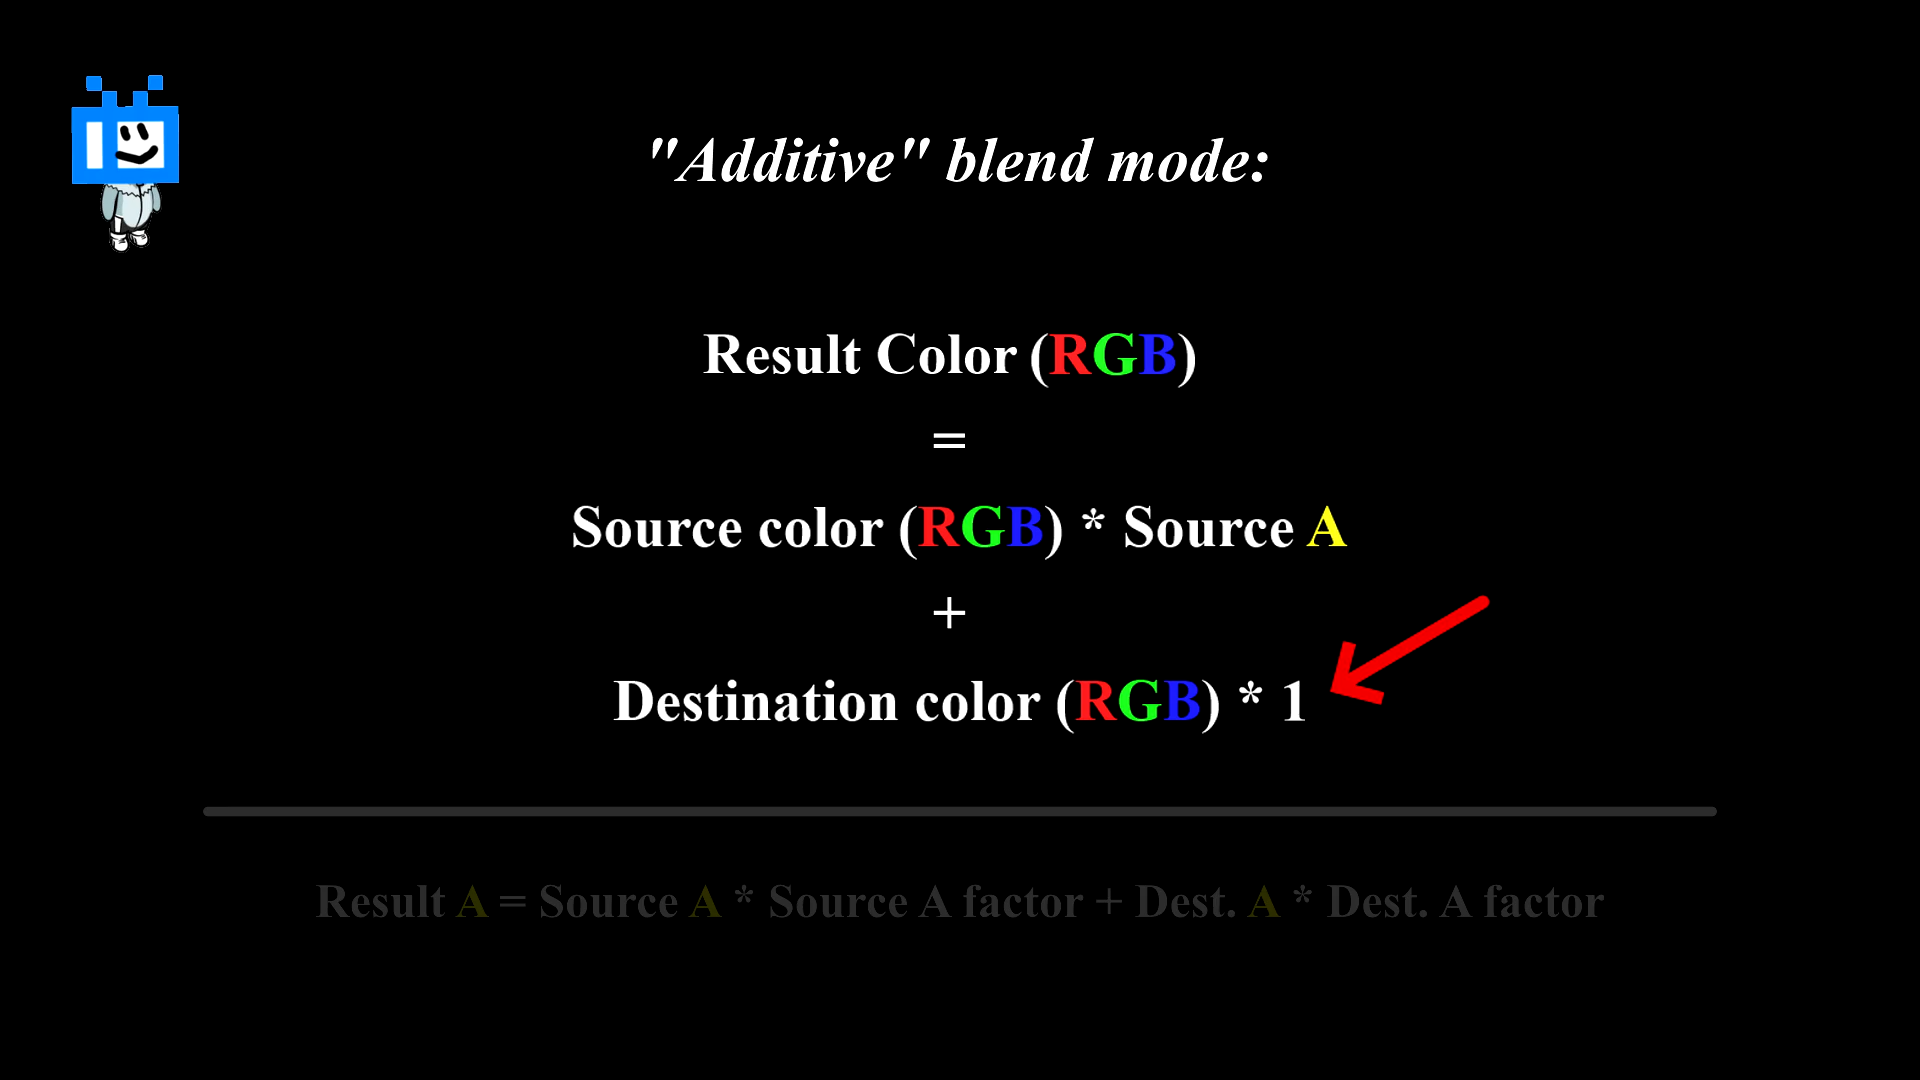 "Additive" blend mode:
Result Color (RGB)
=
Source color (RGB) * Source A
+
Destination color (RGB) * 1
Result A = Source A * Source A factor + Dest. A * Dest. A factor